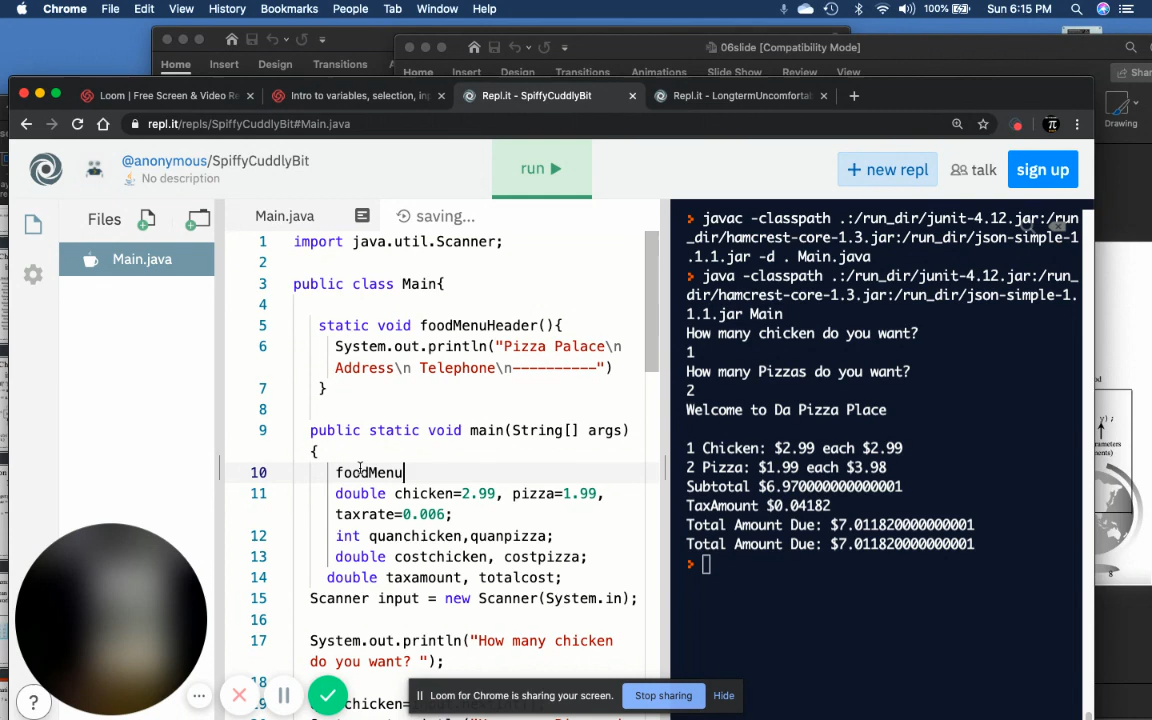 Chrome File Edit View History Bookmarks People Tab Window Help 100% Sun 6:15 PM
06slide [Compatibility Mode]
Home Insert Design Transitions
Home Insert Design Transitions Animations Slide Show Review View
Shar
Drawing
Loom | Free Screen & Video Re
Intro to variables, selection, inp
Repl.it - SpiffyCuddlyBit
Repl.it - LongtermUncomforta
repl.it/repls/SpiffyCuddlyBit#Main.java
@anonymous/SpiffyCuddlyBit
No description
run
+ new repl
talk
sign up
Files
Main.java
Main.java
saving...
1 import java.util.Scanner;
2
3 public class Main{
4
5 static void foodMenuHeader(){
6 System.out.println("Pizza Palace\n
Address\n Telephone\n----------")
7 }
8
9 public static void main(String[] args)
{
10 foodMenu
11 double chicken=2.99, pizza=1.99,
taxrate=0.006;
12 int quanchicken,quanpizza;
13 double costchicken, costpizza;
14 double taxamount, totalcost;
15 Scanner input = new Scanner(System.in);
16
17 System.out.println("How many chicken
do you want? ");
18
javac -classpath .:/run_dir/junit-4.12.jar:/run
_dir/hamcrest-core-1.3.jar:/run_dir/json-simple-1
.1.1.jar -d . Main.java
java -classpath .:/run_dir/junit-4.12.jar:/run_
dir/hamcrest-core-1.3.jar:/run_dir/json-simple-1.
1.1.jar Main
How many chicken do you want?
1
How many Pizzas do you want?
2
Welcome to Da Pizza Place
1 Chicken: $2.99 each $2.99
2 Pizza: $1.99 each $3.98
Subtotal $6.970000000000001
TaxAmount $0.04182
Total Amount Due: $7.011820000000001
Total Amount Due: $7.011820000000001
Loom for Chrome is sharing your screen.
Stop sharing
Hide
?
8